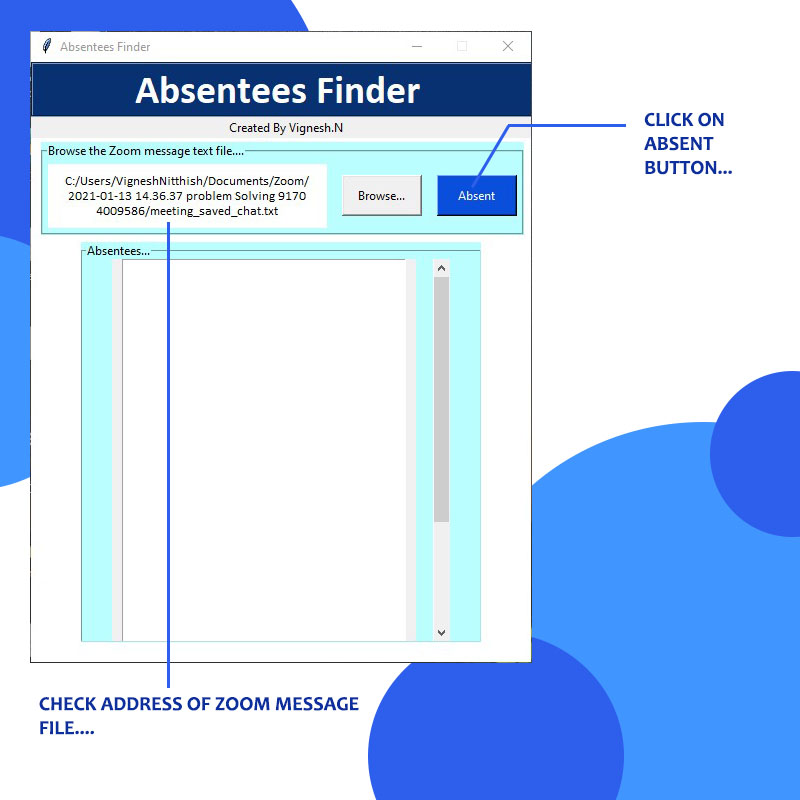 Absentees Finder
Absentees Finder
Created By Vignesh.N
Browse the Zoom message text file....
C:/Users/VigneshNitthish/Documents/Zoom/
2021-01-13 14.36.37 problem Solving 9170
4009586/meeting_saved_chat.txt
Browse...
Absent
CLICK ON
ABSENT
BUTTON...
Absentees...
CHECK ADDRESS OF ZOOM MESSAGE
FILE....